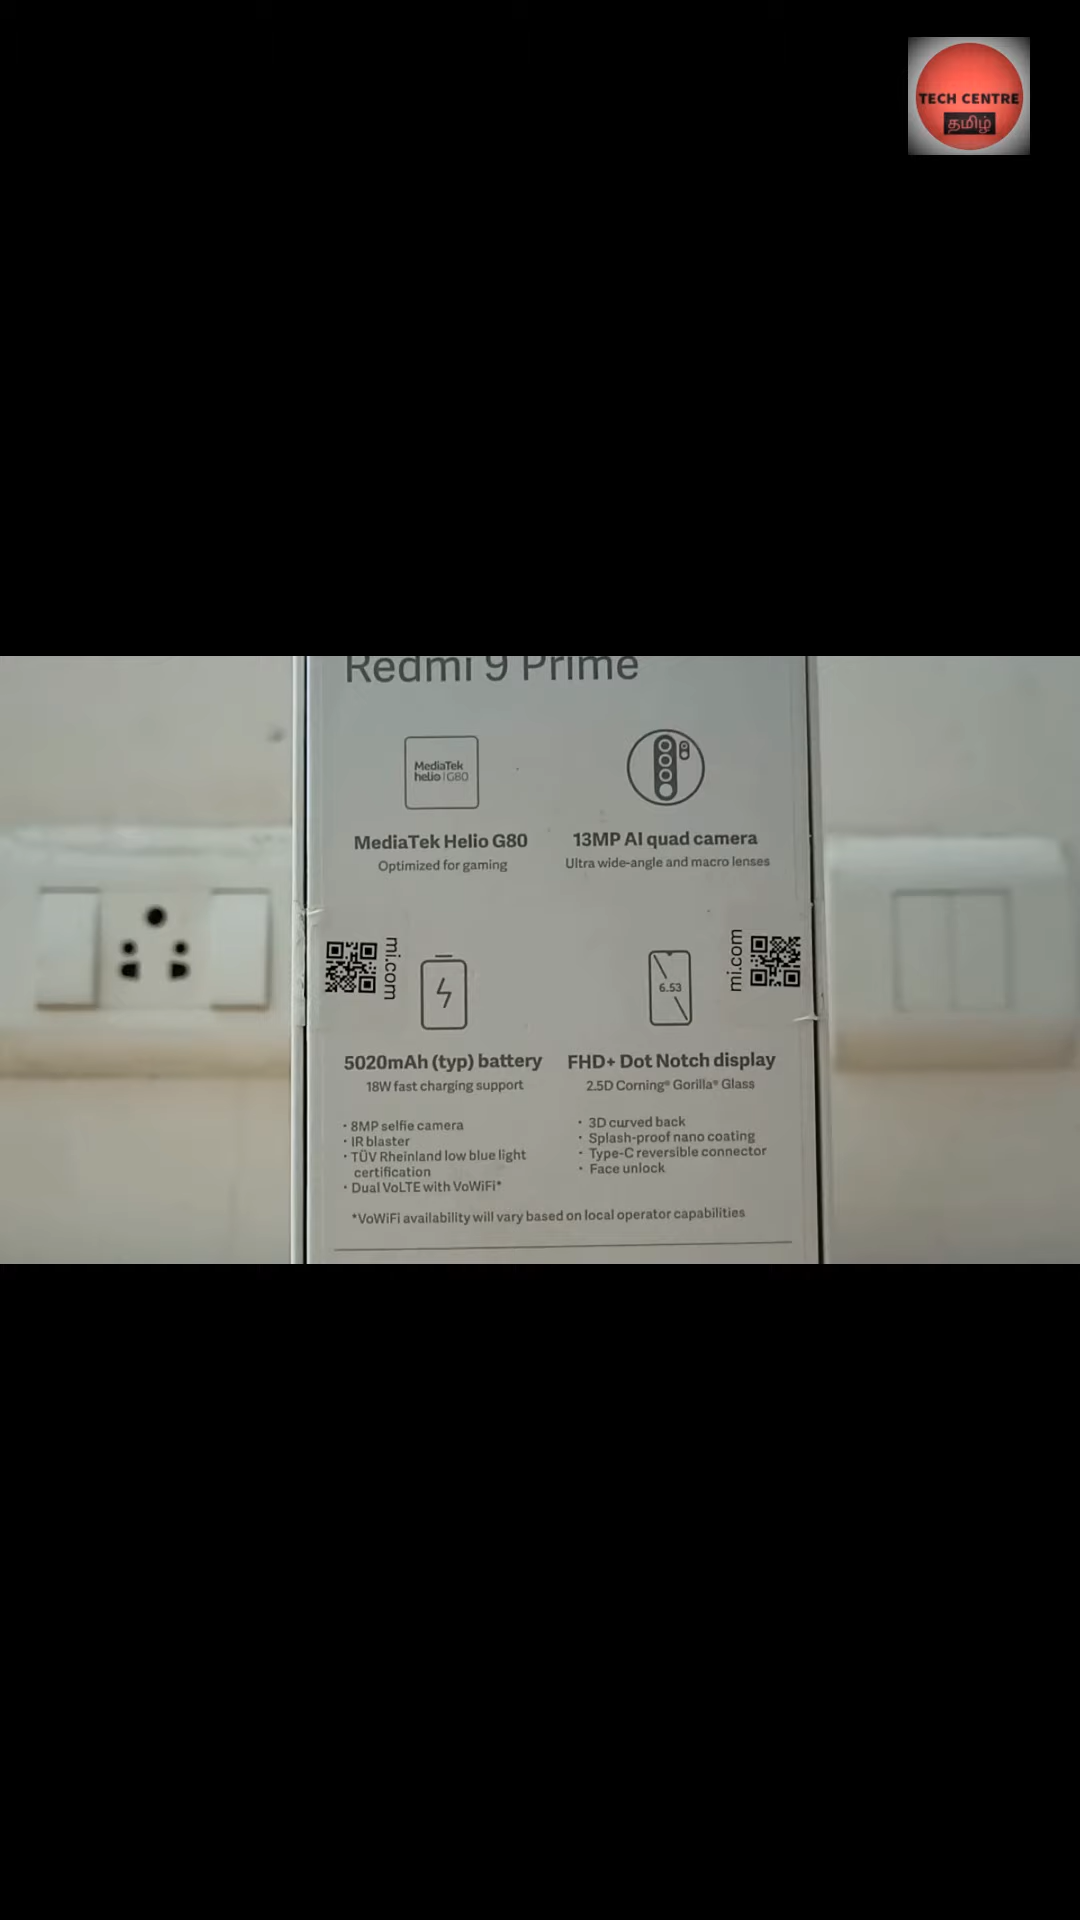 TECH CENTRE
தமிழ்
Redmi 9 Prime
MediaTek
helio G80
MediaTek Helio G80
Optimized for gaming
13MP AI quad camera
Ultra wide-angle and macro lenses
mi.com
mi.com
6.53
5020mAh (typ) battery
18W fast charging support
FHD+ Dot Notch display
2.5D Corning® Gorilla® Glass
· 8MP selfie camera
· IR blaster
· TÜV Rheinland low blue light
certification
· Dual VoLTE with VoWiFi*
· 3D curved back
· Splash-proof nano coating
· Type-C reversible connector
· Face unlock
*VoWiFi availability will vary based on local operator capabilities